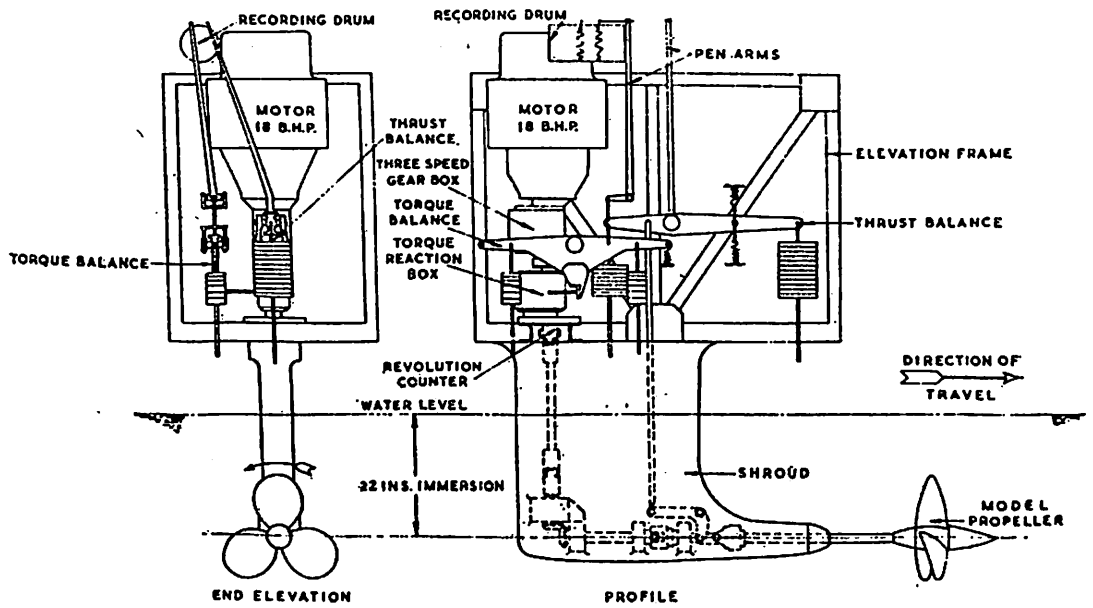 RECORDING DRUM
MOTOR
18 B.H.P.
TORQUE BALANCE
THRUST
BALANCE.
THREE SPEED
GEAR BOX
TORQUE
BALANCE
TORQUE
REACTION
BOX
REVOLUTION
COUNTER
RECORDING DRUM
MOTOR
18 B.H.P.
PEN ARMS
ELEVATION FRAME
THRUST BALANCE
DIRECTION OF
TRAVEL
WATER LEVEL
22 INS. IMMERSION
SHROUD
MODEL
PROPELLER
END ELEVATION
PROFILE